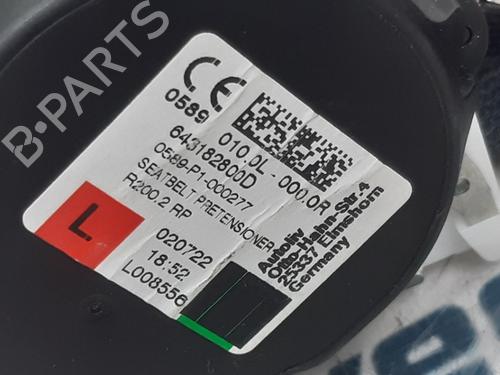 B-PARTS
CE
0589 010.0L - 000.0R
643182800D
0589-P1-000277
SEATBELT PRETENSIONER
R200.2 RP
L
020722
18:52
L008556
Autoliv
Otto-Hahn-Str.4
25337 Elmshorn
Germany